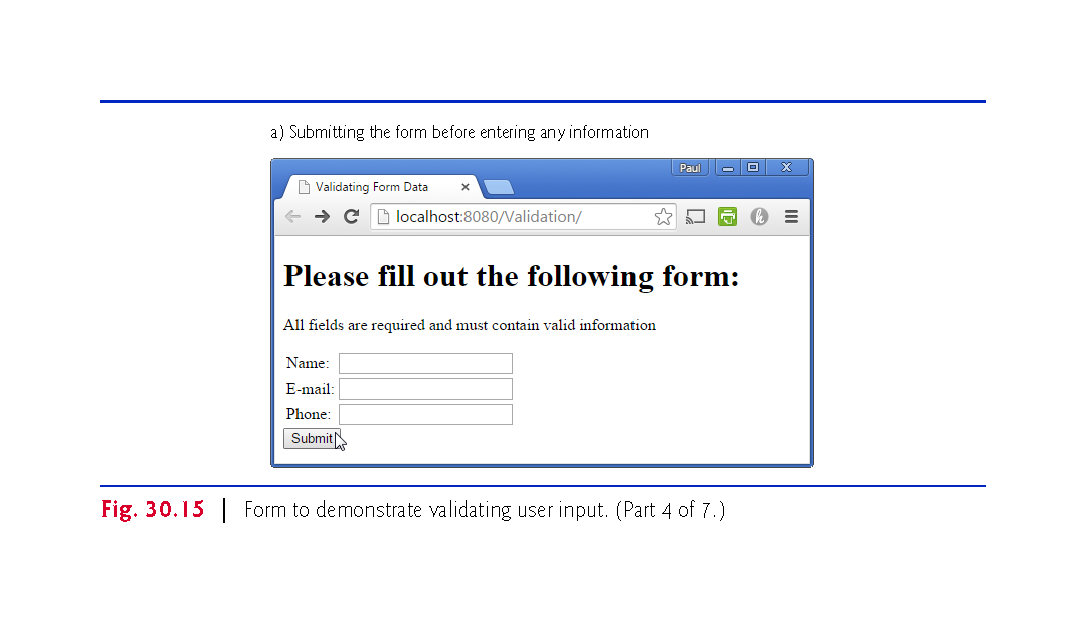 a) Submitting the form before entering any information
Paul
Validating Form Data
localhost:8080/Validation/
h
Please fill out the following form:
All fields are required and must contain valid information
Name:
E-mail:
Phone:
Submit
Fig. 30.15 | Form to demonstrate validating user input. (Part 4 of 7.)